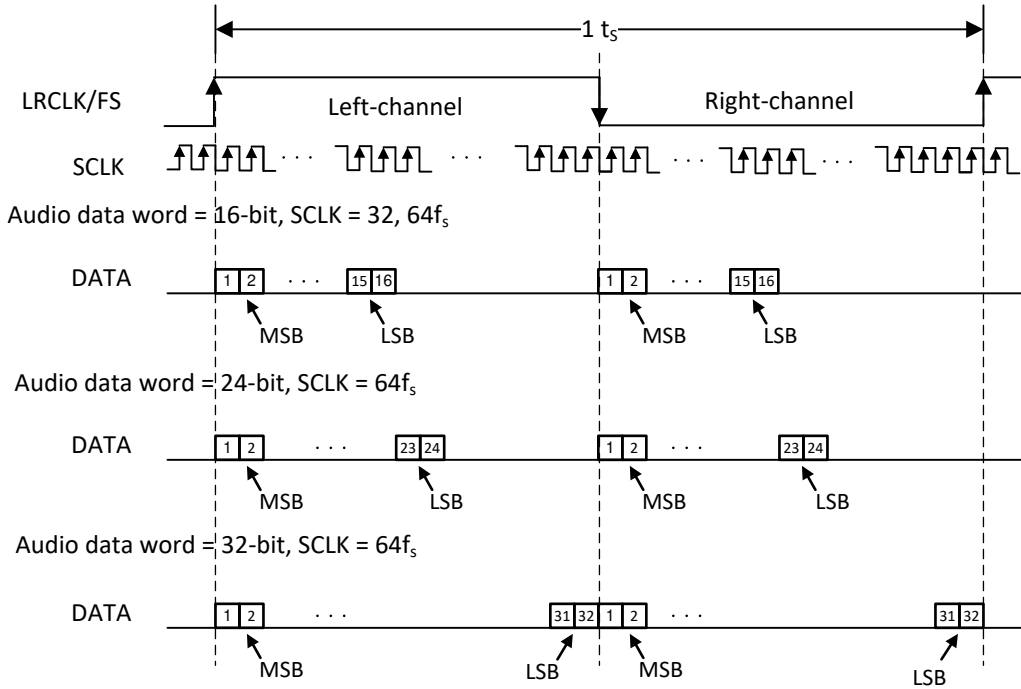 1 tS
LRCLK/FS
Left-channel
Right-channel
SCLK
. . .
. . .
. . .
. . .
Audio data word = 16-bit, SCLK = 32, 64fs
DATA
1 2 . . . 15 16 1 2 . . . 15 16
MSB LSB MSB LSB
Audio data word = 24-bit, SCLK = 64fs
DATA
1 2 . . . 23 24 1 2 . . . 23 24
MSB LSB MSB LSB
Audio data word = 32-bit, SCLK = 64fs
DATA
1 2 . . . 31 32 1 2 . . . 31 32
MSB LSB MSB LSB